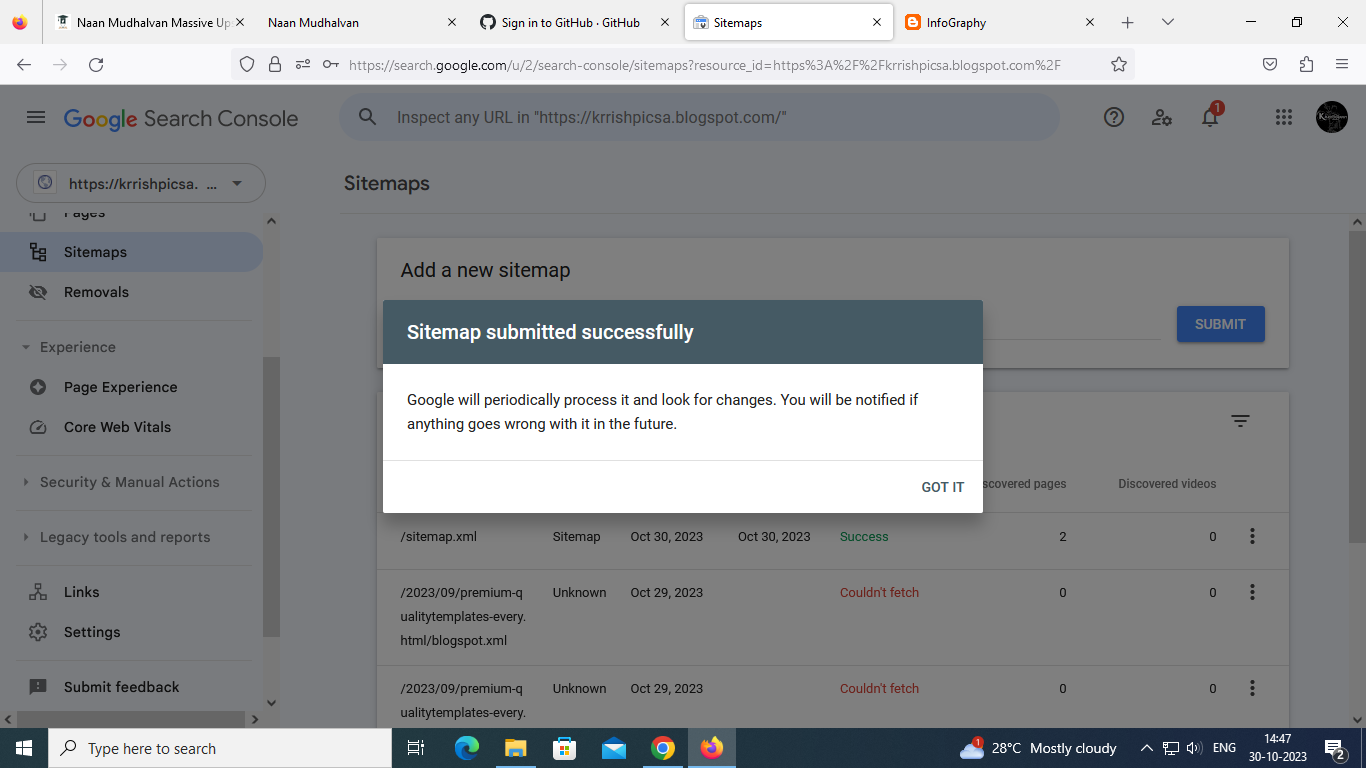 Naan Mudhalvan Massive Ups
Naan Mudhalvan
Sign in to GitHub · GitHub
Sitemaps
InfoGraphy
https://search.google.com/u/2/search-console/sitemaps?resource_id=https%3A%2F%2Fkrrishpicsa.blogspot.com%2F
Google Search Console
Inspect any URL in "https://krrishpicsa.blogspot.com/"
1
https://krrishpicsa. ...
Sitemaps
Pages
Sitemaps
Removals
Experience
Page Experience
Core Web Vitals
Security & Manual Actions
Legacy tools and reports
Links
Settings
Submit feedback
Add a new sitemap
SUBMIT
Sitemap submitted successfully
Google will periodically process it and look for changes. You will be notified if
anything goes wrong with it in the future.
GOT IT
scovered pages Discovered videos
/sitemap.xml Sitemap Oct 30, 2023 Oct 30, 2023 Success 2 0
/2023/09/premium-q Unknown Oct 29, 2023 Couldn't fetch 0 0
ualitytemplates-every.
html/blogspot.xml
/2023/09/premium-q Unknown Oct 29, 2023 Couldn't fetch 0 0
ualitytemplates-every.
Type here to search
1
28°C Mostly cloudy
ENG
14:47
30-10-2023
2